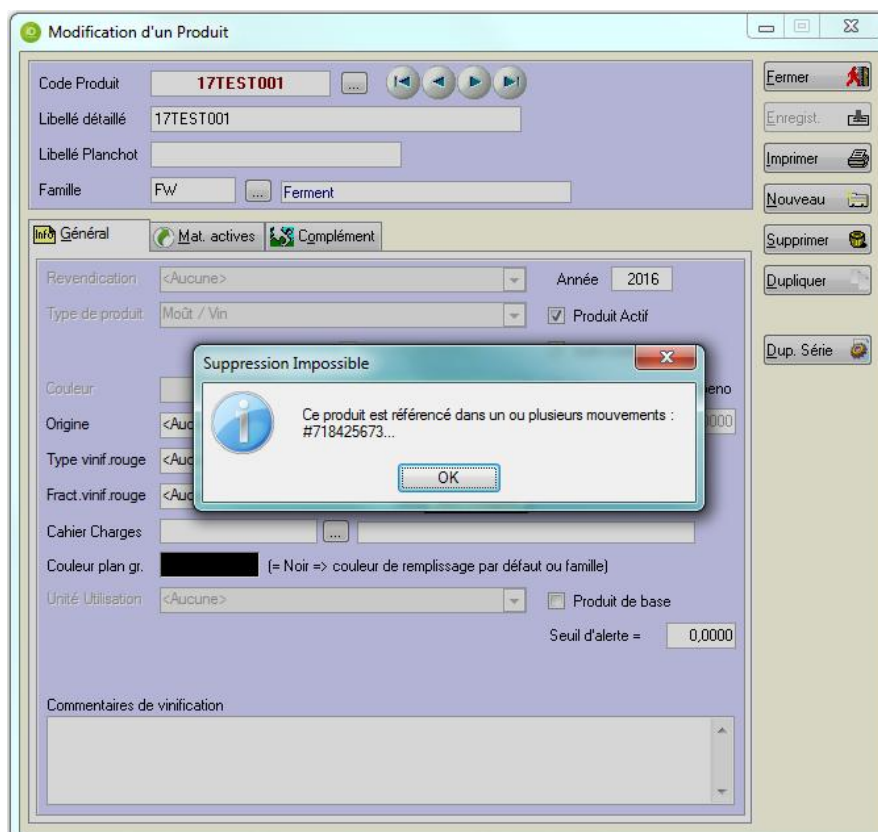 Modification d'un Produit
Code Produit 17TEST001 ...
Libellé détaillé 17TEST001
Libellé Planchot
Famille FW ... Ferment
Fermer
Enregist.
Imprimer
Nouveau
Supprimer
Dupliquer
Dup. Série
Info Général Mat. actives Complément
Revendication <Aucune> Année 2016
Type de produit Moût / Vin Produit Actif
Suppression Impossible
Ce produit est référencé dans un ou plusieurs mouvements :
#718425673...
OK
Couleur
Origine <Auc
Type vinif.rouge <Auc
Fract.vinif.rouge <Auc
Cahier Charges ...
Couleur plan gr. (= Noir => couleur de remplissage par défaut ou famille)
Unité Utilisation <Aucune> Produit de base
Seuil d'alerte = 0,0000
Commentaires de vinification